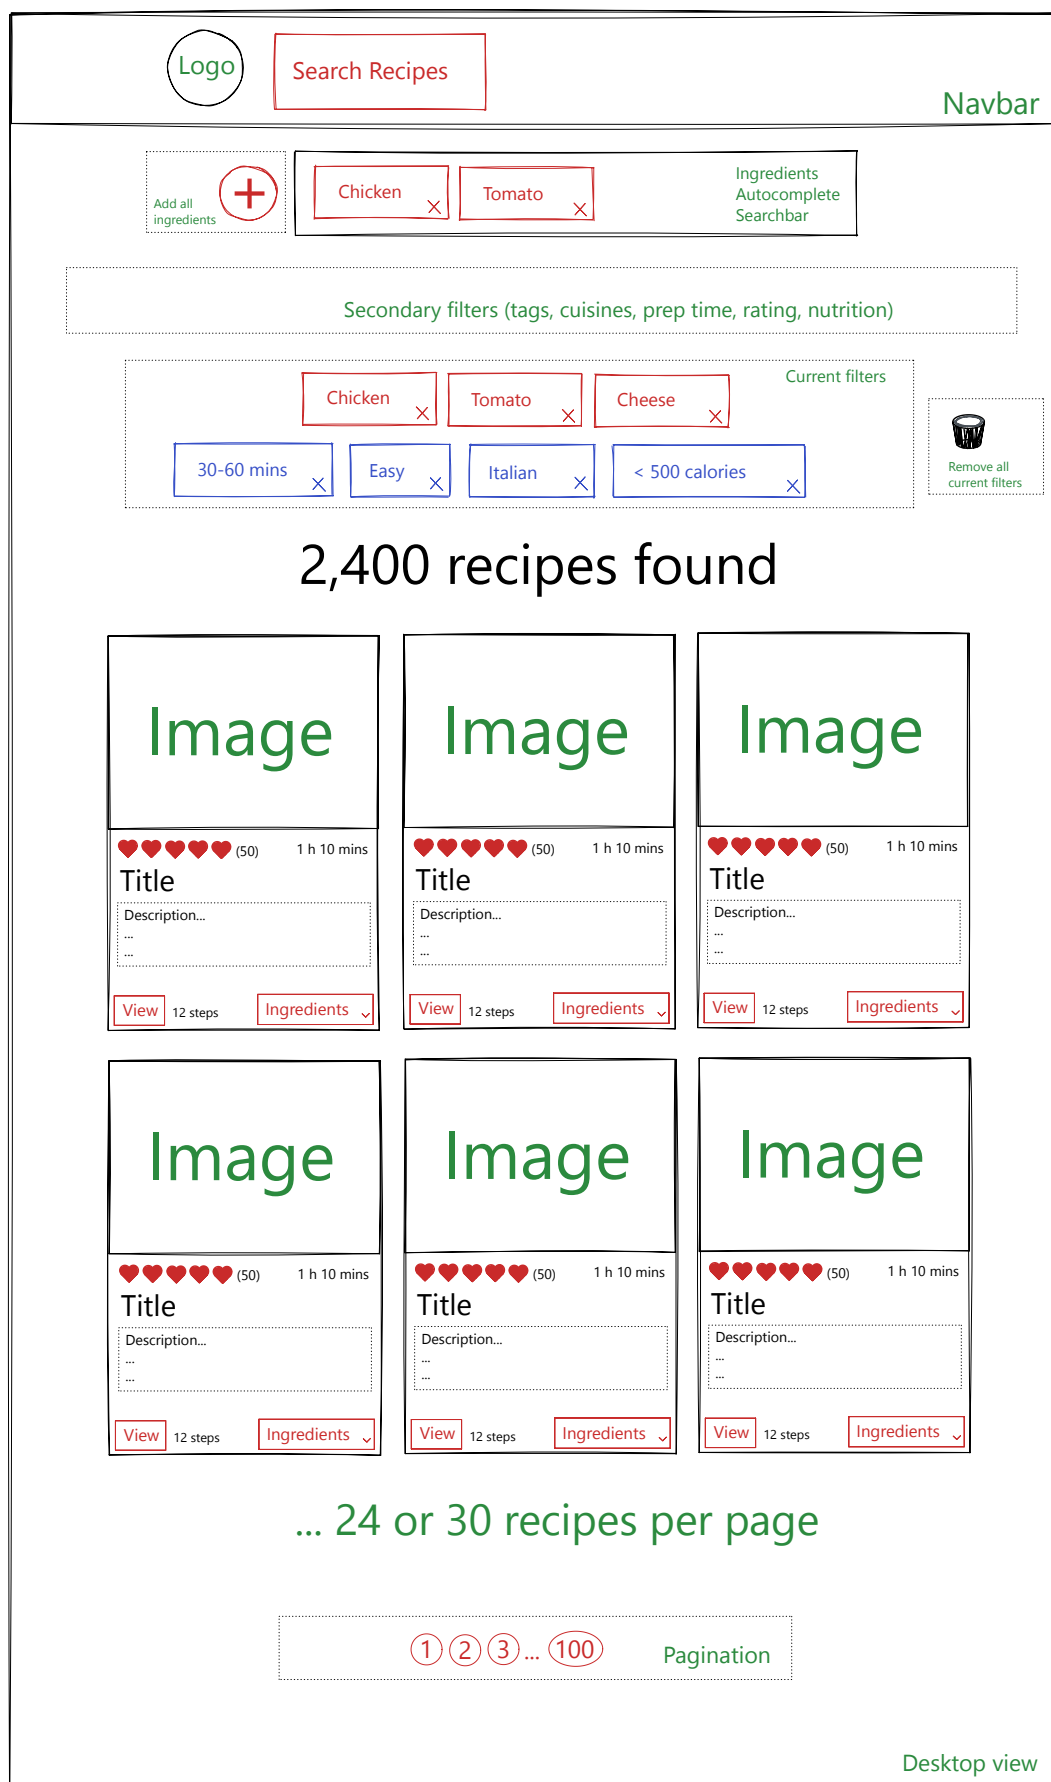 Logo
Search Recipes
Navbar
Add all
ingredients
Chicken
Tomato
Ingredients
Autocomplete
Searchbar
Secondary filters (tags, cuisines, prep time, rating, nutrition)
Current filters
Chicken
Tomato
Cheese
30-60 mins
Easy
Italian
< 500 calories
Remove all
current filters
2,400 recipes found
Image
Image
Image
(50) 1 h 10 mins
(50) 1 h 10 mins
(50) 1 h 10 mins
Title
Title
Title
Description...
...
...
Description...
...
...
Description...
...
...
View 12 steps Ingredients
View 12 steps Ingredients
View 12 steps Ingredients
Image
Image
Image
(50) 1 h 10 mins
(50) 1 h 10 mins
(50) 1 h 10 mins
Title
Title
Title
Description...
...
...
Description...
...
...
Description...
...
...
View 12 steps Ingredients
View 12 steps Ingredients
View 12 steps Ingredients
... 24 or 30 recipes per page
1 2 3 ... 100
Pagination
Desktop view